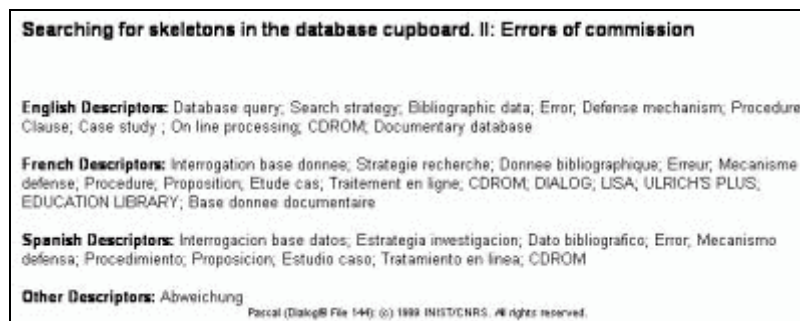 Searching for skeletons in the database cupboard. II: Errors of commission
English Descriptors: Database query; Search strategy; Bibliographic data; Error; Defense mechanism; Procedure
Clause; Case study ; On line processing; CDROM; Documentary database
French Descriptors: Interrogation base donnee; Strategie recherche; Donnee bibliographique; Erreur; Mecanisme
defense; Procedure; Proposition; Etude cas; Traitement en ligne; CDROM; DIALOG; LISA; ULRICH'S PLUS;
EDUCATION LIBRARY; Base donnee documentaire
Spanish Descriptors: Interrogacion base datos; Estrategia investigacion; Dato bibliografico; Error; Mecanismo
defensa; Procedimiento; Proposicion; Estudio caso; Tratamiento en linea; CDROM
Other Descriptors: Abweichung
Pascal (Dialog® File 144): (c) 1999 INIST/CNRS. All rights reserved.